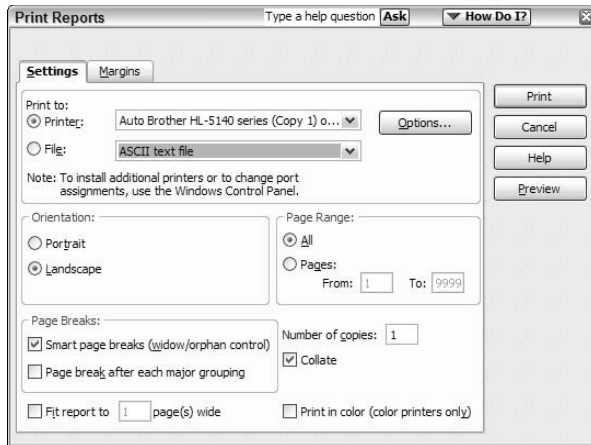 Print Reports
Type a help question Ask
How Do I?
Settings
Margins
Print to:
Printer: Auto Brother HL-5140 series (Copy 1) o...
Options...
File: ASCII text file
Note: To install additional printers or to change port
assignments, use the Windows Control Panel.
Print
Cancel
Help
Preview
Orientation:
Portrait
Landscape
Page Range:
All
Pages:
From: 1 To: 9999
Page Breaks:
Smart page breaks (widow/orphan control)
Page break after each major grouping
Number of copies: 1
Collate
Fit report to 1 page(s) wide
Print in color (color printers only)